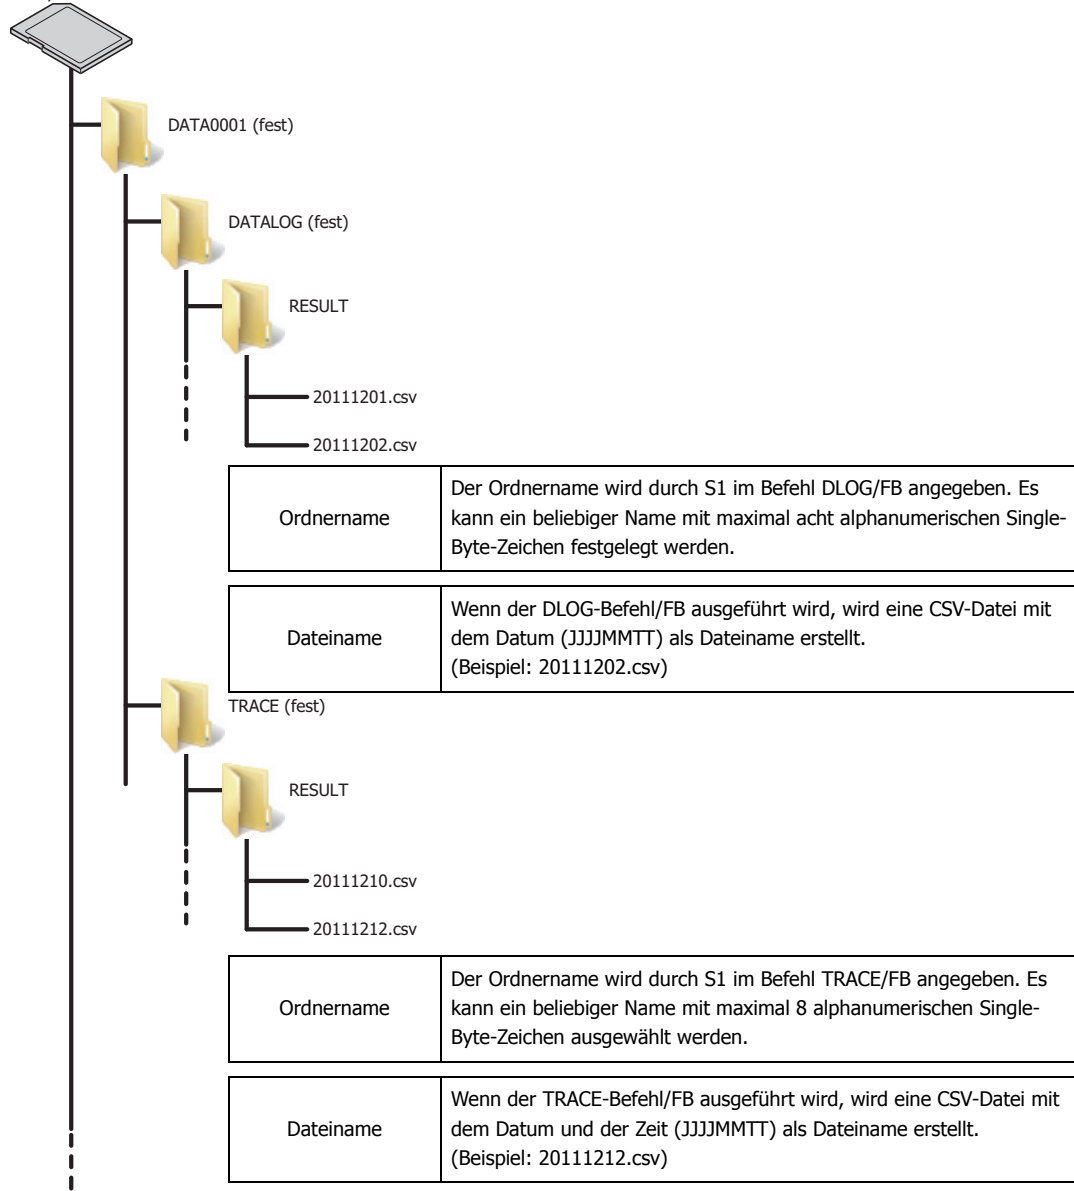 DATA0001 (fest)
DATALOG (fest)
RESULT
20111201.csv
20111202.csv
Ordnername
Der Ordnername wird durch S1 im Befehl DLOG/FB angegeben. Es
kann ein beliebiger Name mit maximal acht alphanumerischen Single-
Byte-Zeichen festgelegt werden.
Dateiname
Wenn der DLOG-Befehl/FB ausgeführt wird, wird eine CSV-Datei mit
dem Datum (JJJJMMTT) als Dateiname erstellt.
(Beispiel: 20111202.csv)
TRACE (fest)
RESULT
20111210.csv
20111212.csv
Ordnername
Der Ordnername wird durch S1 im Befehl TRACE/FB angegeben. Es
kann ein beliebiger Name mit maximal 8 alphanumerischen Single-
Byte-Zeichen ausgewählt werden.
Dateiname
Wenn der TRACE-Befehl/FB ausgeführt wird, wird eine CSV-Datei mit
dem Datum und der Zeit (JJJJMMTT) als Dateiname erstellt.
(Beispiel: 20111212.csv)